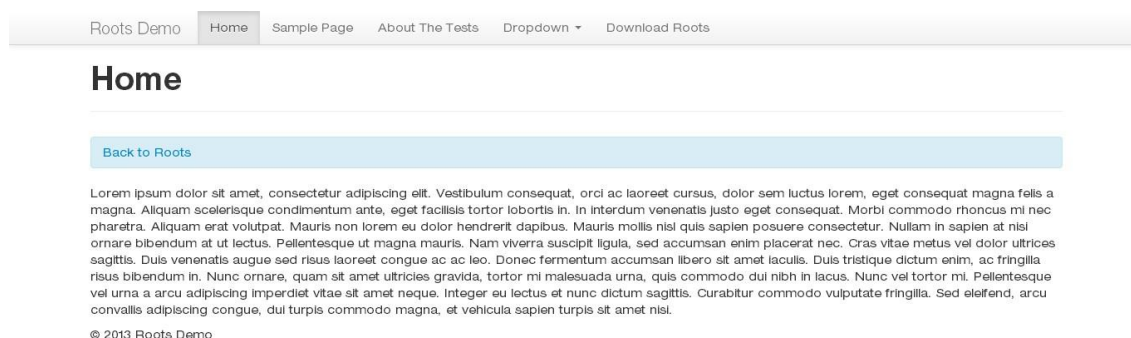 Roots Demo Home Sample Page About The Tests Dropdown Download Roots
Home
Back to Roots
Lorem ipsum dolor sit amet, consectetur adipiscing elit. Vestibulum consequat, orci ac laoreet cursus, dolor sem luctus lorem, eget consequat magna felis a
magna. Aliquam scelerisque condimentum ante, eget facilisis tortor lobortis in. In interdum venenatis justo eget consequat. Morbi commodo rhoncus mi nec
pharetra. Aliquam erat volutpat. Mauris non lorem eu dolor hendrerit dapibus. Mauris mollis nisl quis sapien posuere consectetur. Nullam in sapien at nisi
ornare bibendum at ut lectus. Pellentesque ut magna mauris. Nam viverra suscipit ligula, sed accumsan enim placerat nec. Cras vitae metus vel dolor ultrices
sagittis. Duis venenatis augue sed risus laoreet congue ac ac leo. Donec fermentum accumsan libero sit amet iaculis. Duis tristique dictum enim, ac fringilla
risus bibendum in. Nunc ornare, quam sit amet ultricies gravida, tortor mi malesuada urna, quis commodo dui nibh in lacus. Nunc vel tortor mi. Pellentesque
vel urna a arcu adipiscing imperdiet vitae sit amet neque. Integer eu lectus et nunc dictum sagittis. Curabitur commodo vulputate fringilla. Sed eleifend, arcu
convallis adipiscing congue, dui turpis commodo magna, et vehicula sapien turpis sit amet nisi.
© 2013 Roots Demo